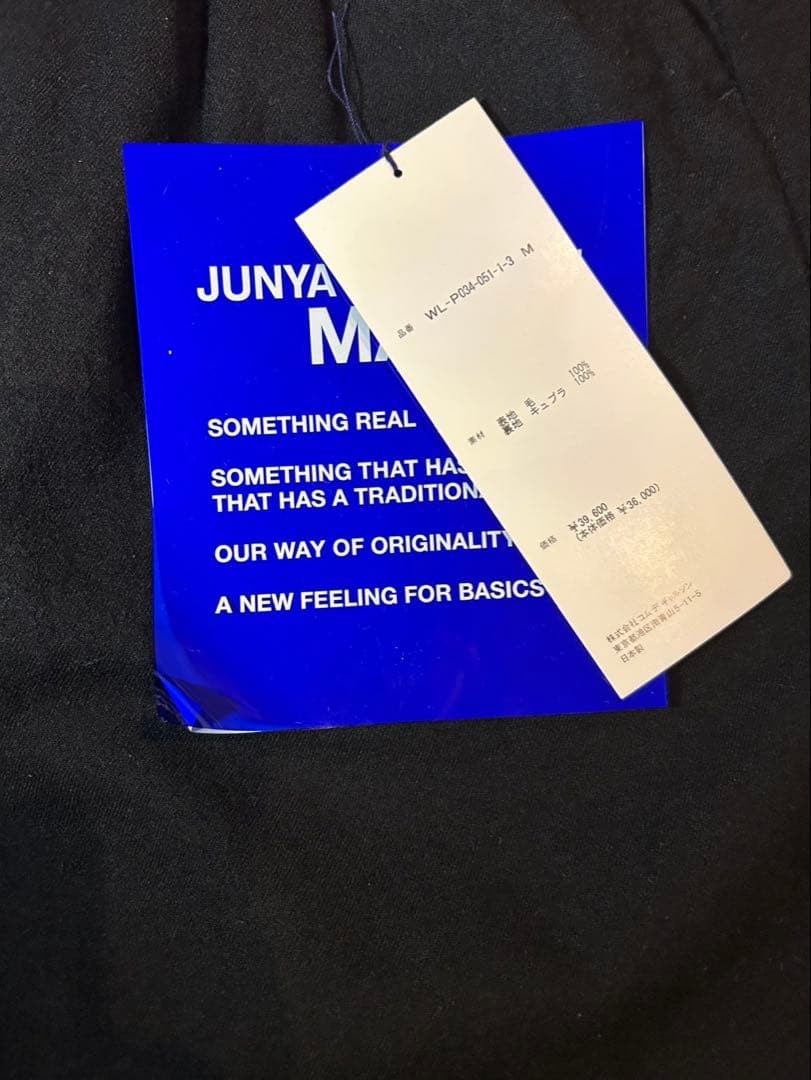 JUNYA
M
SOMETHING REAL
SOMETHING THAT HAS
THAT HAS A TRADITION
OUR WAY OF ORIGINALITY
A NEW FEELING FOR BASICS
品番 WL-P034-051-1-3 M
素材 表地 毛 100%
裏地 キュプラ 100%
価格 ¥39,600
(本体価格 ¥36,000)
株式会社コム デ ギャルソン
東京都港区南青山5-11-5
日本製